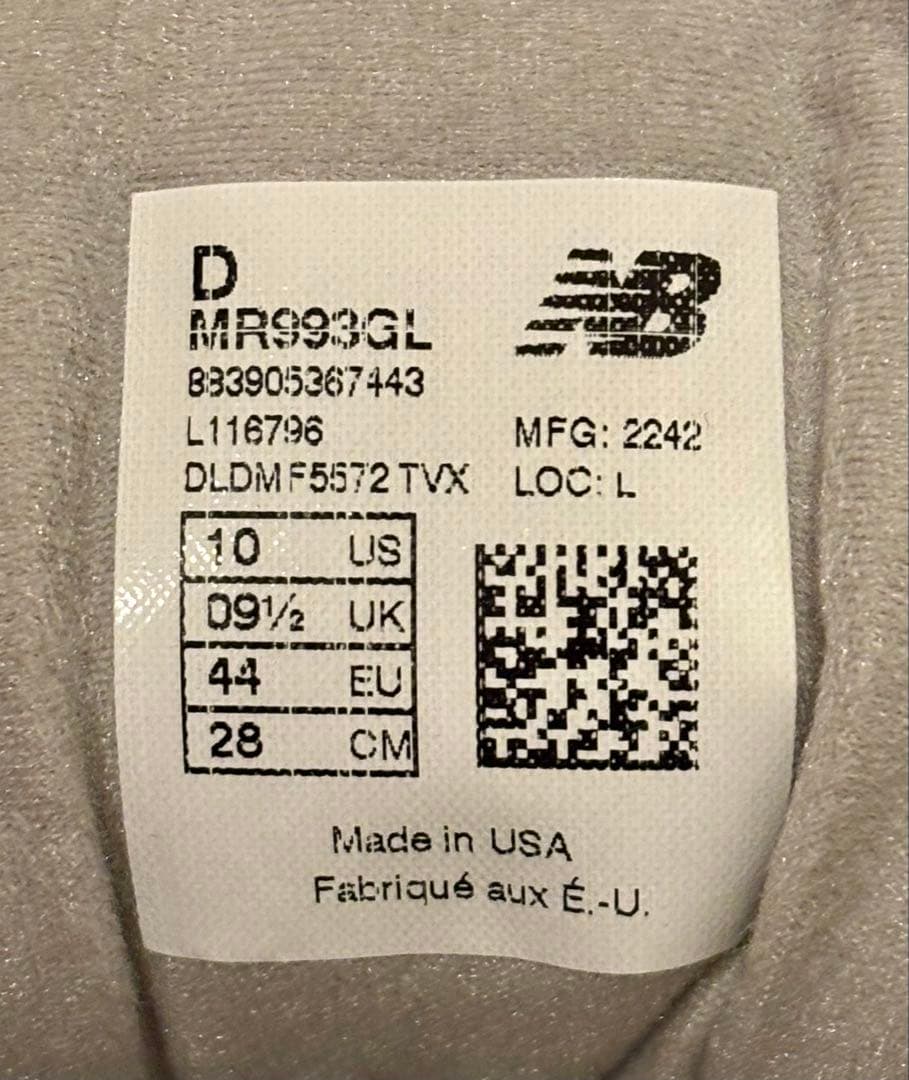 D
NB
MR993GL
883905367443
L116796
MFG: 2242
DLDM F5572 TVX
LOC: L
10 US
09½ UK
44 EU
28 CM
Made in USA
Fabriqué aux É.-U.